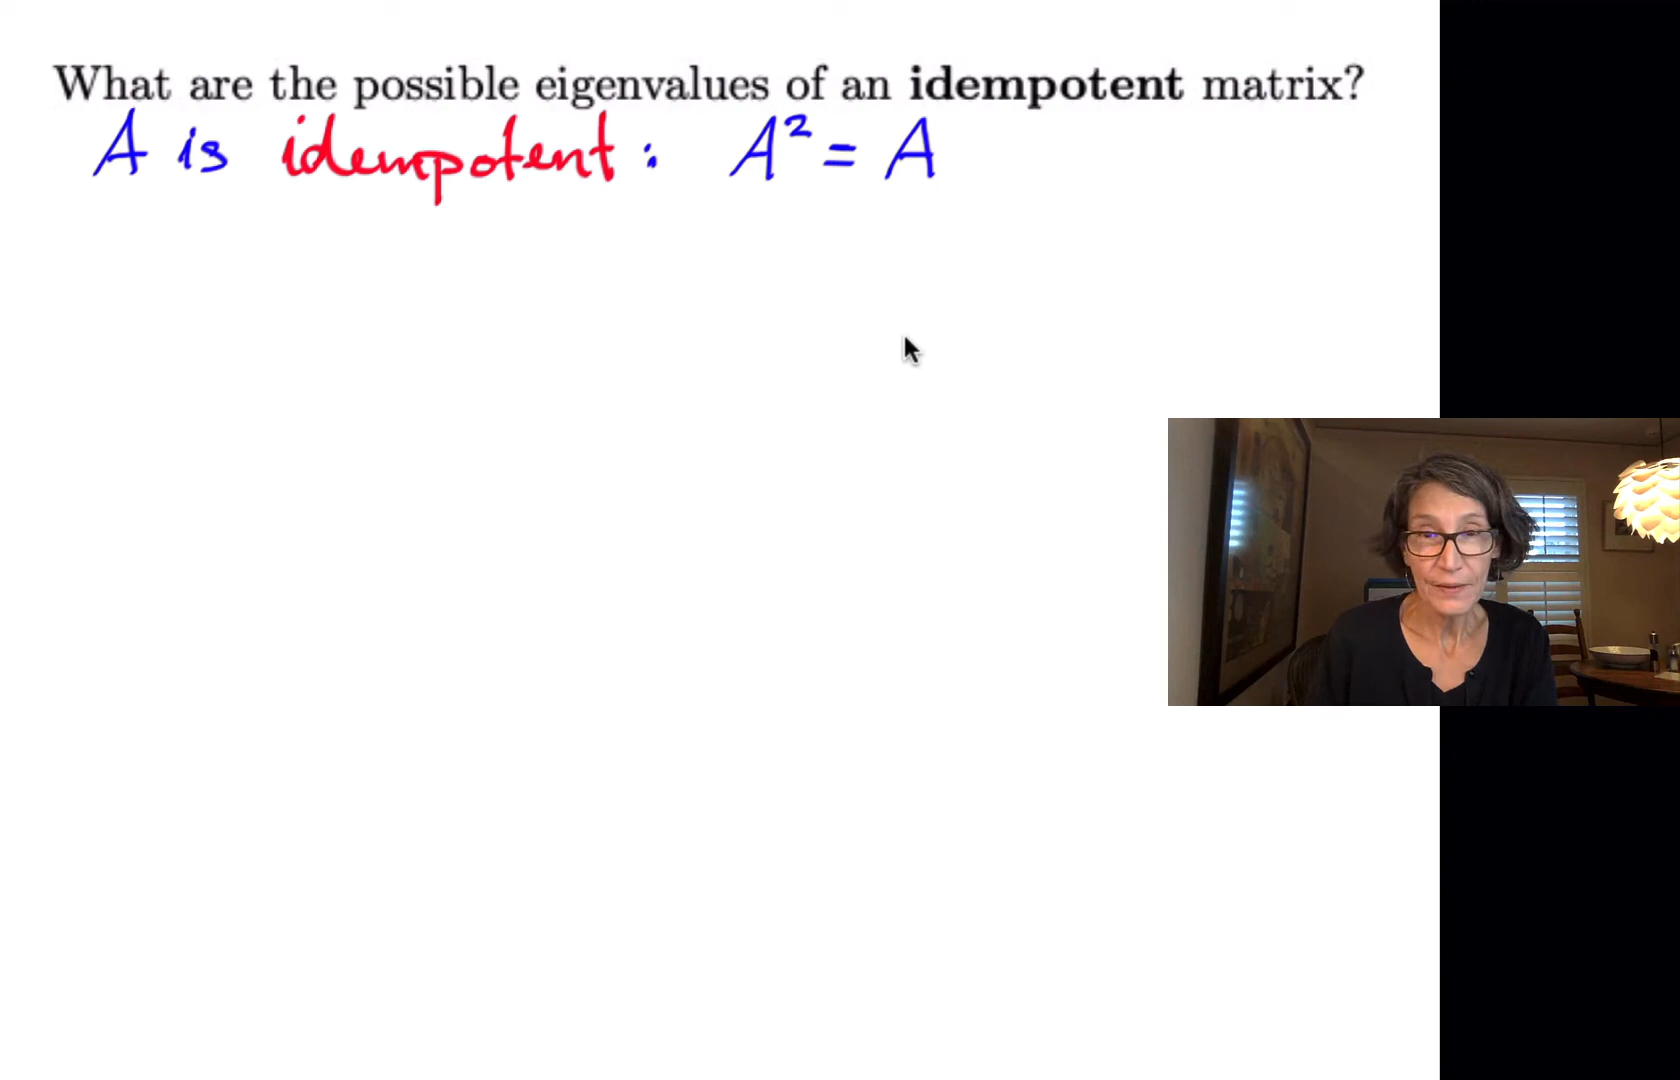 What are the possible eigenvalues of an idempotent matrix?
A is idempotent: A² = A